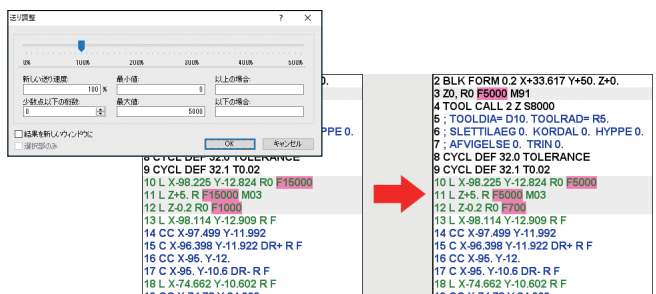 送り調整
? ×
0% 100% 200% 300% 400% 500%
新しい送り速度: 最小値: 以上の場合:
100 % 0
少数点以下の桁数: 最大値: 以下の場合:
0 5000
結果を新しいウィンドウに
選択部のみ
OK キャンセル
0.
PPE 0.
8 CYCL DEF 32.0 TOLERANCE
9 CYCL DEF 32.1 T0.02
10 L X-98.225 Y-12.824 R0 F15000
11 L Z+5. R F15000 M03
12 L Z-0.2 R0 F1000
13 L X-98.114 Y-12.909 R F
14 CC X-97.499 Y-11.992
15 C X-96.398 Y-11.922 DR+ R F
16 CC X-95. Y-12.
17 C X-95. Y-10.6 DR- R F
18 L X-74.662 Y-10.602 R F
2 BLK FORM 0.2 X+33.617 Y+50. Z+0.
3 Z0, R0 F5000 M91
4 TOOL CALL 2 Z S8000
5 ; TOOLDIA= D10. TOOLRAD= R5.
6 ; SLETTILAEG 0. KORDAL 0. HYPPE 0.
7 ; AFVIGELSE 0. TRIN 0.
8 CYCL DEF 32.0 TOLERANCE
9 CYCL DEF 32.1 T0.02
10 L X-98.225 Y-12.824 R0 F5000
11 L Z+5. R F5000 M03
12 L Z-0.2 R0 F700
13 L X-98.114 Y-12.909 R F
14 CC X-97.499 Y-11.992
15 C X-96.398 Y-11.922 DR+ R F
16 CC X-95. Y-12.
17 C X-95. Y-10.6 DR- R F
18 L X-74.662 Y-10.602 R F